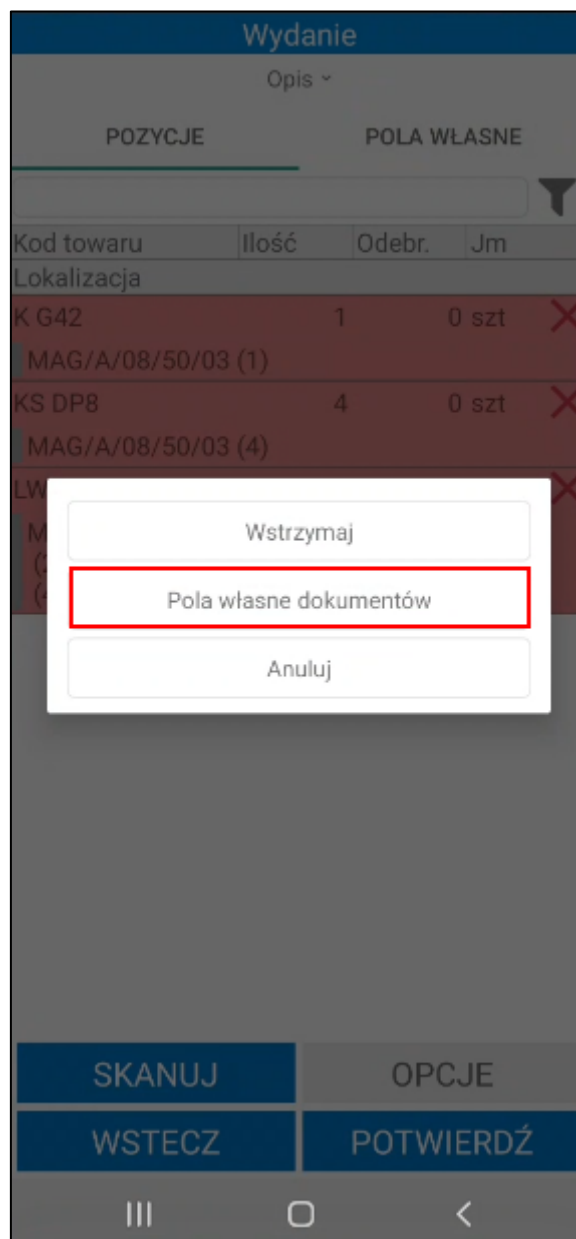 Wydanie
Opis
POZYCJE POLA WŁASNE
Kod towaru Ilość Odebr. Jm
Lokalizacja
K G42 1 0 szt
MAG/A/08/50/03 (1)
KS DP8 4 0 szt
MAG/A/08/50/03 (4)
LW
M
Wstrzymaj
Pola własne dokumentów
Anuluj
SKANUJ OPCJE
WSTECZ POTWIERDŹ